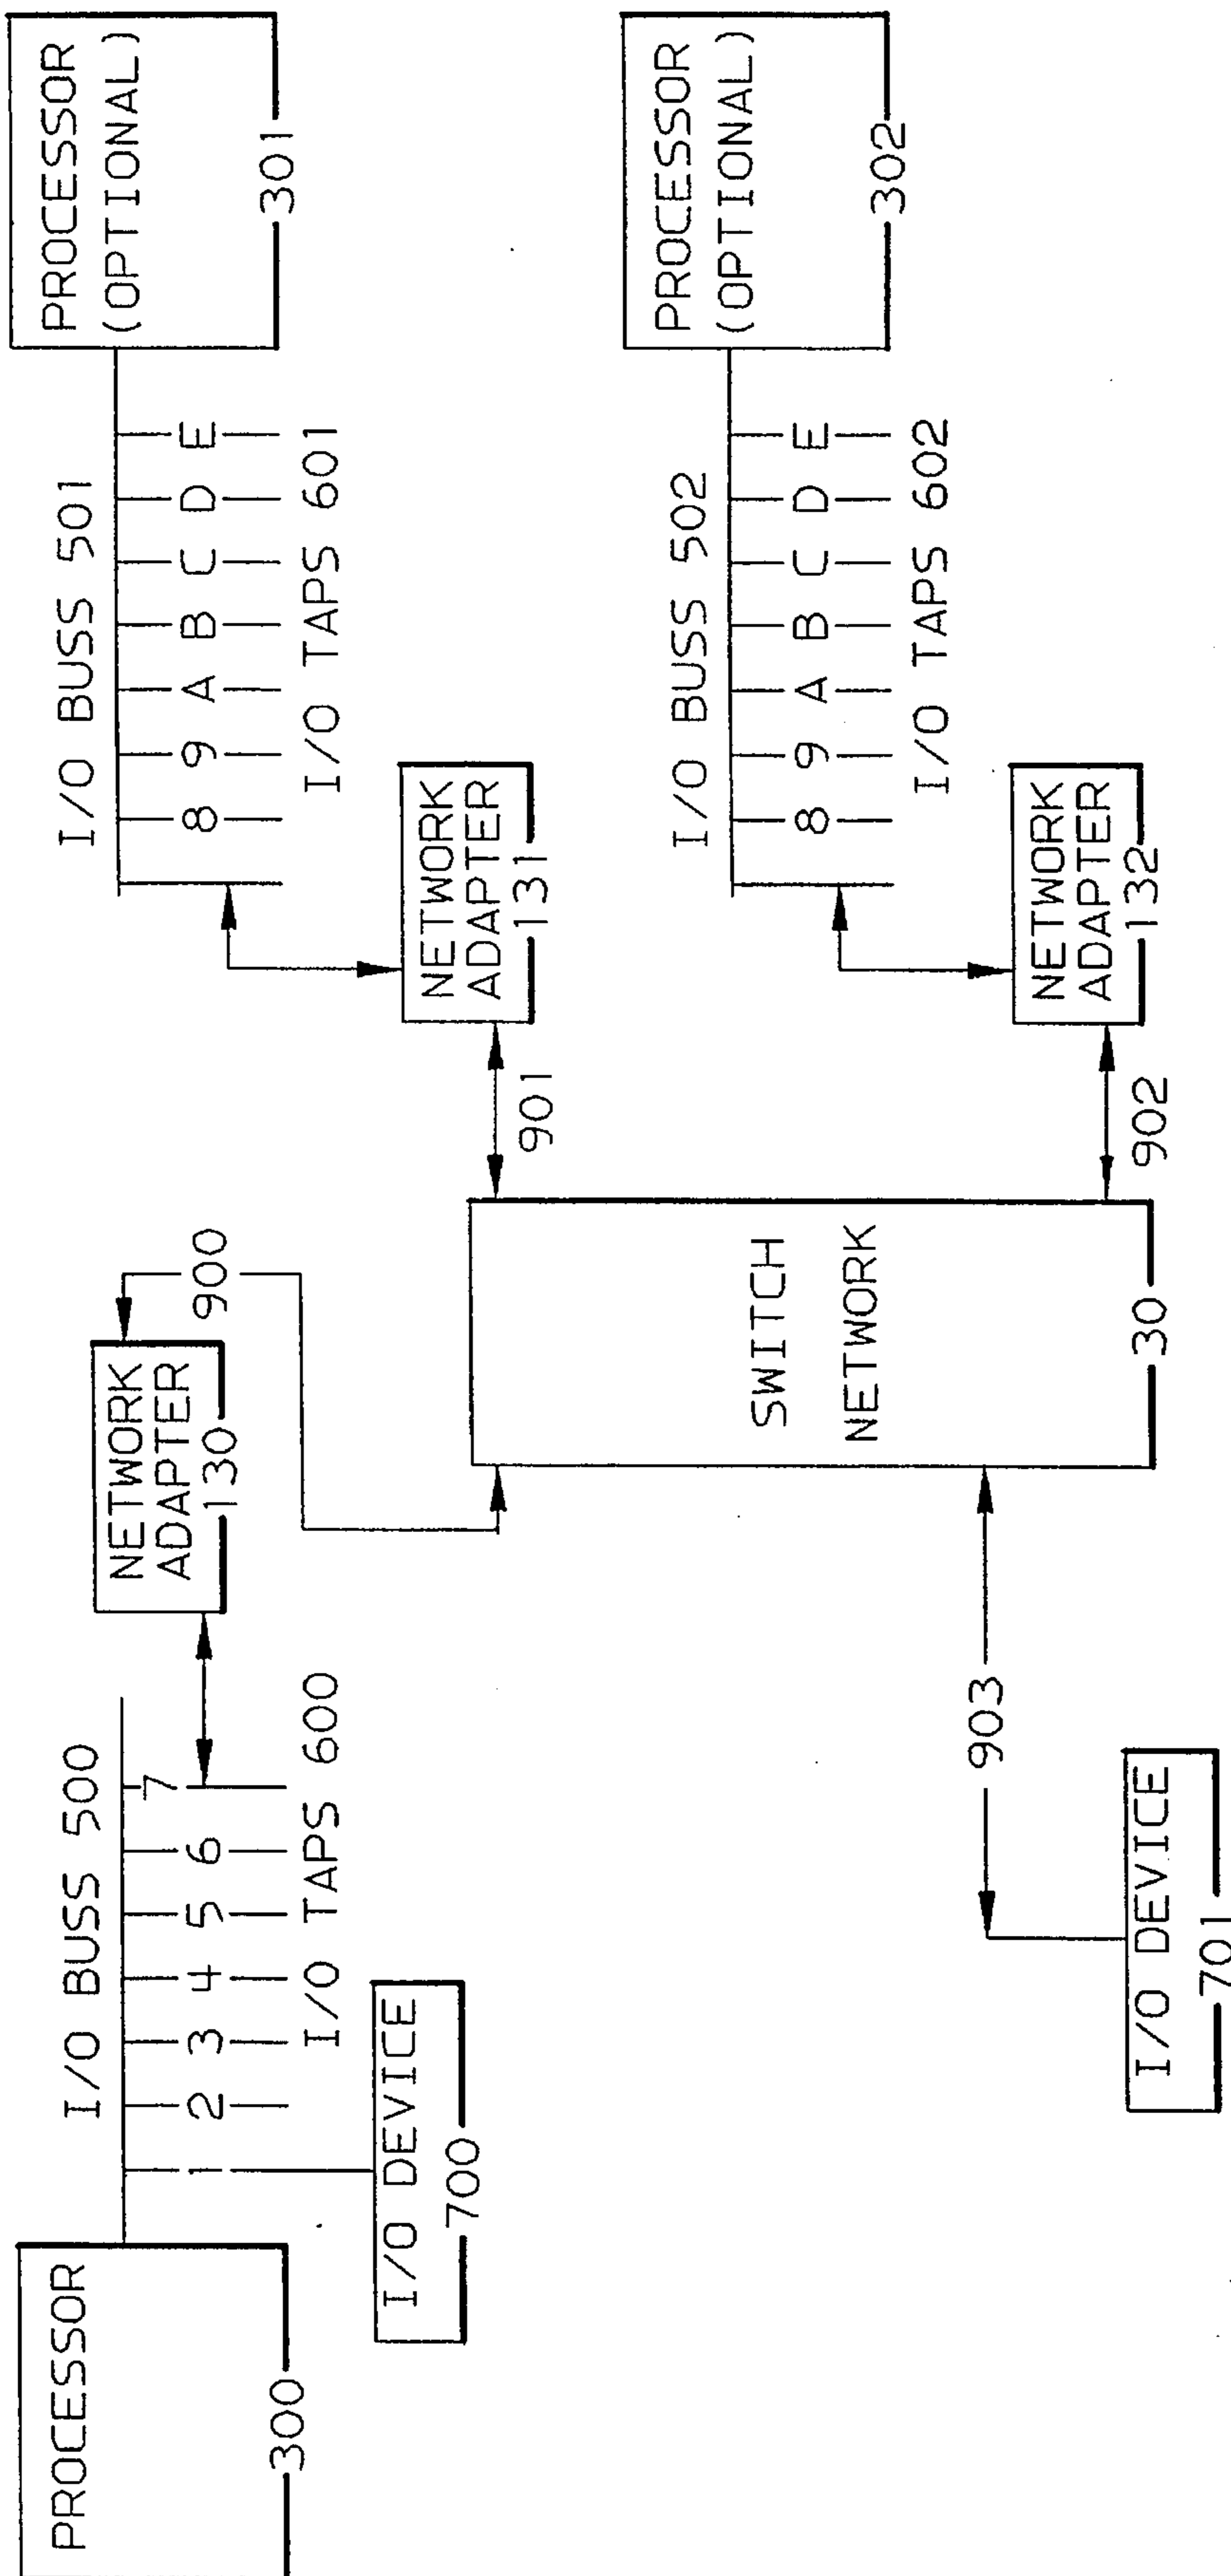 PROCESSOR
300
I/O BUSS 500
1 2 3 4 5 6 7
I/O TAPS 600
I/O DEVICE
700
NETWORK
ADAPTER
130
900
I/O BUSS 501
8 9 A B C D E
I/O TAPS 601
PROCESSOR
(OPTIONAL)
301
NETWORK
ADAPTER
131
901
SWITCH
NETWORK
30
I/O BUSS 502
8 9 A B C D E
I/O TAPS 602
PROCESSOR
(OPTIONAL)
302
NETWORK
ADAPTER
132
902
903
I/O DEVICE
701